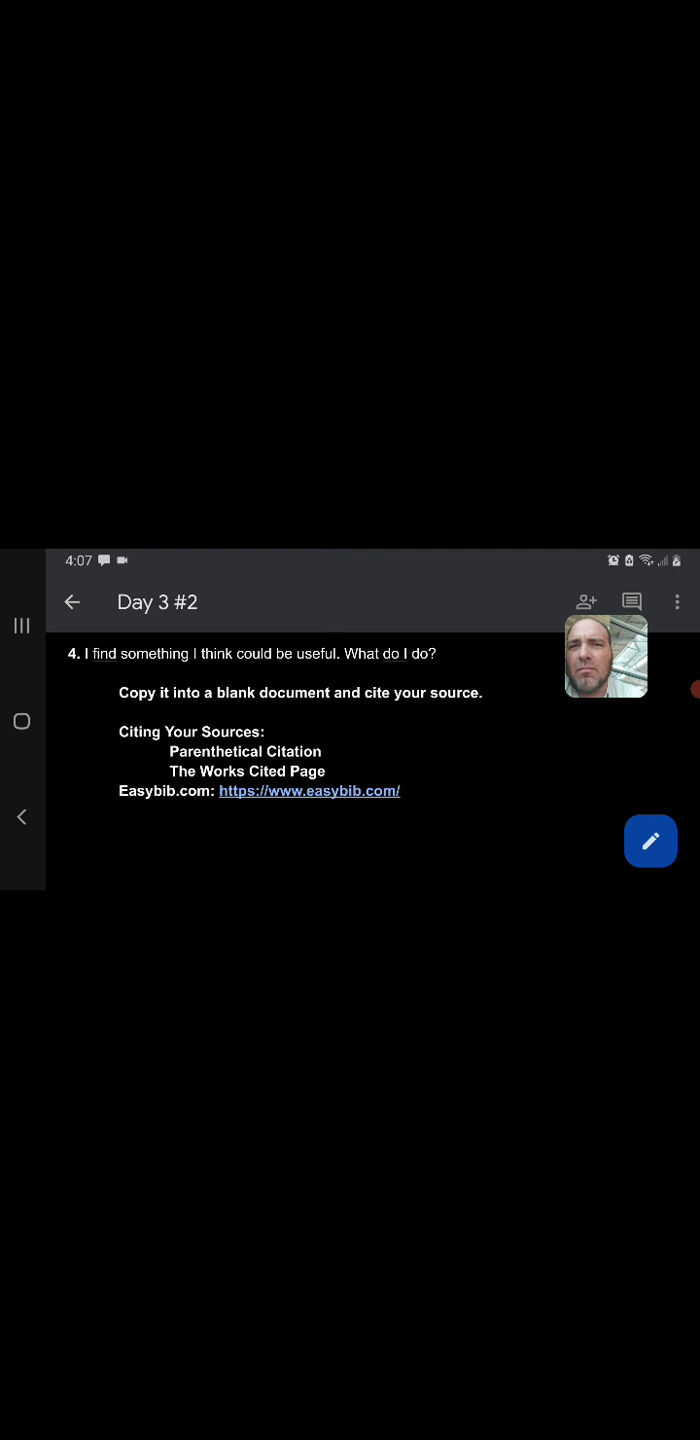 4:07
Day 3 #2
4. I find something I think could be useful. What do I do?
Copy it into a blank document and cite your source.
Citing Your Sources:
Parenthetical Citation
The Works Cited Page
Easybib.com: https://www.easybib.com/